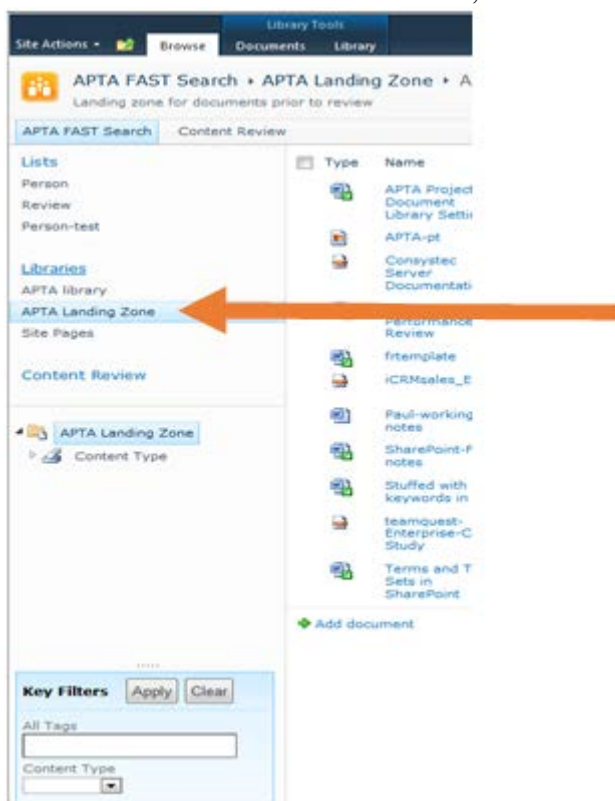 Library Tools
Site Actions Browse Documents Library
APTA FAST Search APTA Landing Zone A
Landing zone for documents prior to review
APTA FAST Search Content Review
Lists
Person
Review
Person-test
Libraries
APTA library
APTA Landing Zone
Site Pages
Content Review
APTA Landing Zone
Content Type
Key Filters Apply Clear
All Tags
Content Type
Type Name
APTA Project
Document
Library Settin
APTA-pt
Consystec
Server
Documentati
Performance
Review
frtemplate
iCRMsales_E
Paul-working
notes
SharePoint-F
notes
Stuffed with
keywords in
teamquest-
Enterprise-C
Study
Terms and T
Sets in
SharePoint
Add document